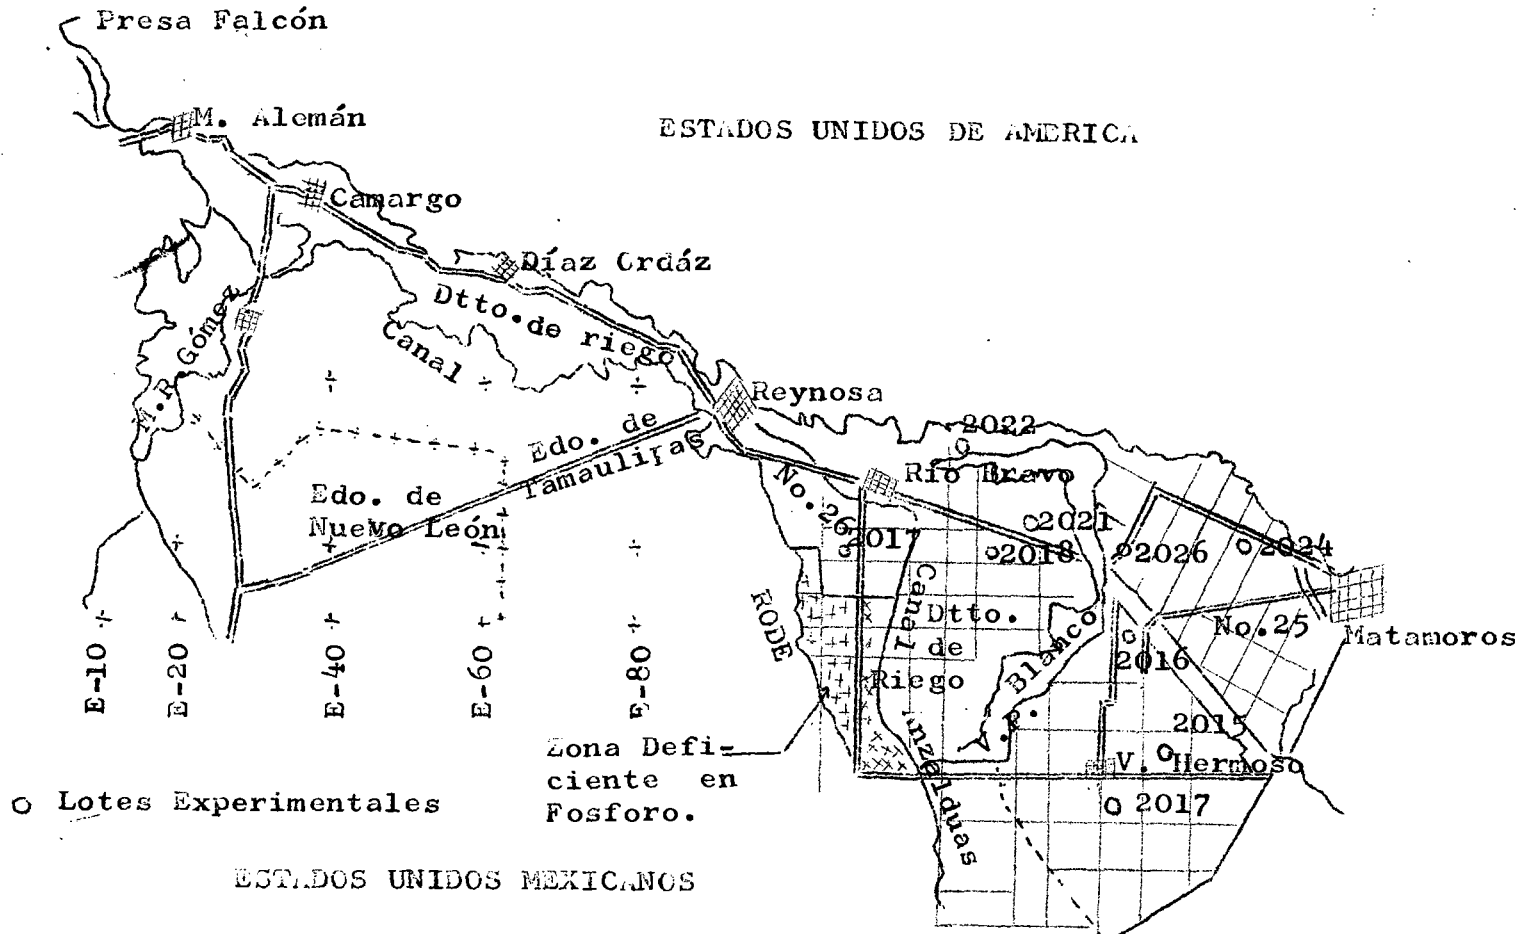 Presa Falcón
M. Alemán
ESTADOS UNIDOS DE AMERICA
Camargo
Díaz Ordáz
Dtto. de riego
Canal
M.R. Gómez
Reynosa
Edo. de
Tamaulipas
2022
Río Bravo
No. 26
Edo. de
Nuevo León
2021
2017
2018
2026
2024
Canal
RODE
Dtto.
de
Riego
No. 25
Matamoros
2016
Blanco
E-10
E-20
E-40
E-60
E-80
A. R.
2015
Zona Defi-
ciente en
Fosforo.
V. Hermoso
Anzalduas
o Lotes Experimentales
2017
ESTADOS UNIDOS MEXICANOS